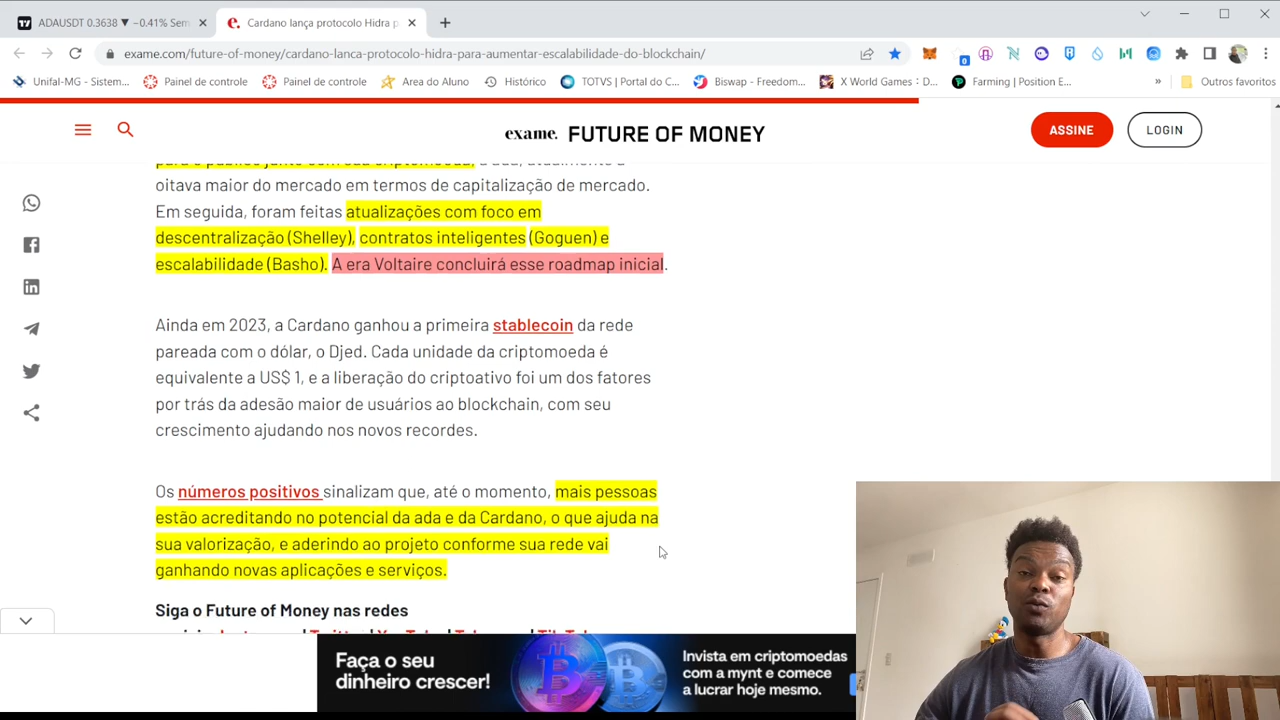 ADAUSDT 0.3638 ▼ −0.41% Sem
Cardano lança protocolo Hidra p
exame.com/future-of-money/cardano-lanca-protocolo-hidra-para-aumentar-escalabilidade-do-blockchain/
0
Unifal-MG - Sistem...
Painel de controle
Painel de controle
Area do Aluno
Histórico
TOTVS | Portal do C...
Biswap - Freedom...
X World Games : D...
Farming | Position E...
»
Outros favoritos
exame. FUTURE OF MONEY
ASSINE
LOGIN
oitava maior do mercado em termos de capitalização de mercado.
Em seguida, foram feitas atualizações com foco em
descentralização (Shelley), contratos inteligentes (Goguen) e
escalabilidade (Basho). A era Voltaire concluirá esse roadmap inicial.
Ainda em 2023, a Cardano ganhou a primeira stablecoin da rede
pareada com o dólar, o Djed. Cada unidade da criptomoeda é
equivalente a US$ 1, e a liberação do criptoativo foi um dos fatores
por trás da adesão maior de usuários ao blockchain, com seu
crescimento ajudando nos novos recordes.
Os números positivos sinalizam que, até o momento, mais pessoas
estão acreditando no potencial da ada e da Cardano, o que ajuda na
sua valorização, e aderindo ao projeto conforme sua rede vai
ganhando novas aplicações e serviços.
Siga o Future of Money nas redes
Faça o seu
dinheiro crescer!
Invista em criptomoedas
com a mynt e comece
a lucrar hoje mesmo.